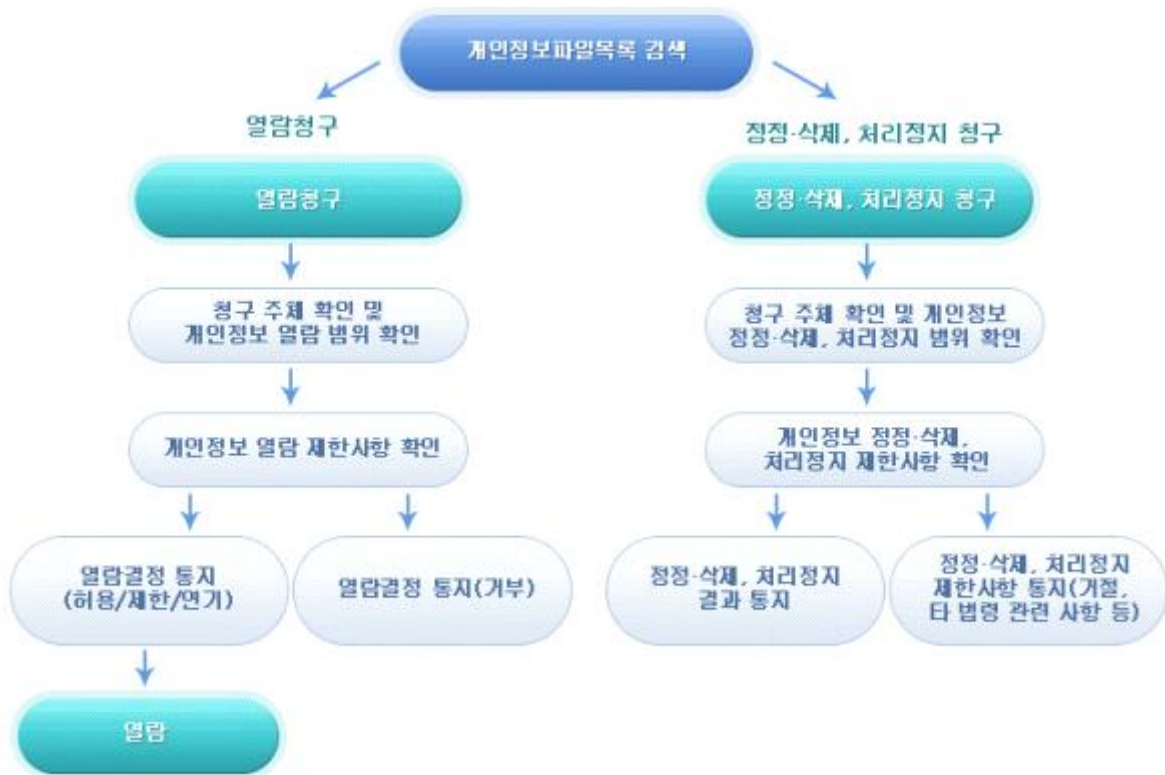 개인정보파일목록 검색
열람청구
정정·삭제, 처리정지 청구
열람청구
정정·삭제, 처리정지 청구
청구 주체 확인 및
개인정보 열람 범위 확인
청구 주체 확인 및 개인정보
정정·삭제, 처리정지 범위 확인
개인정보 열람 제한사항 확인
개인정보 정정·삭제,
처리정지 제한사항 확인
열람결정 통지
(허용/제한/연기)
열람결정 통지(거부)
정정·삭제, 처리정지
결과 통지
정정·삭제, 처리정지
제한사항 통지(거절,
타 법령 관련 사항 등)
열람